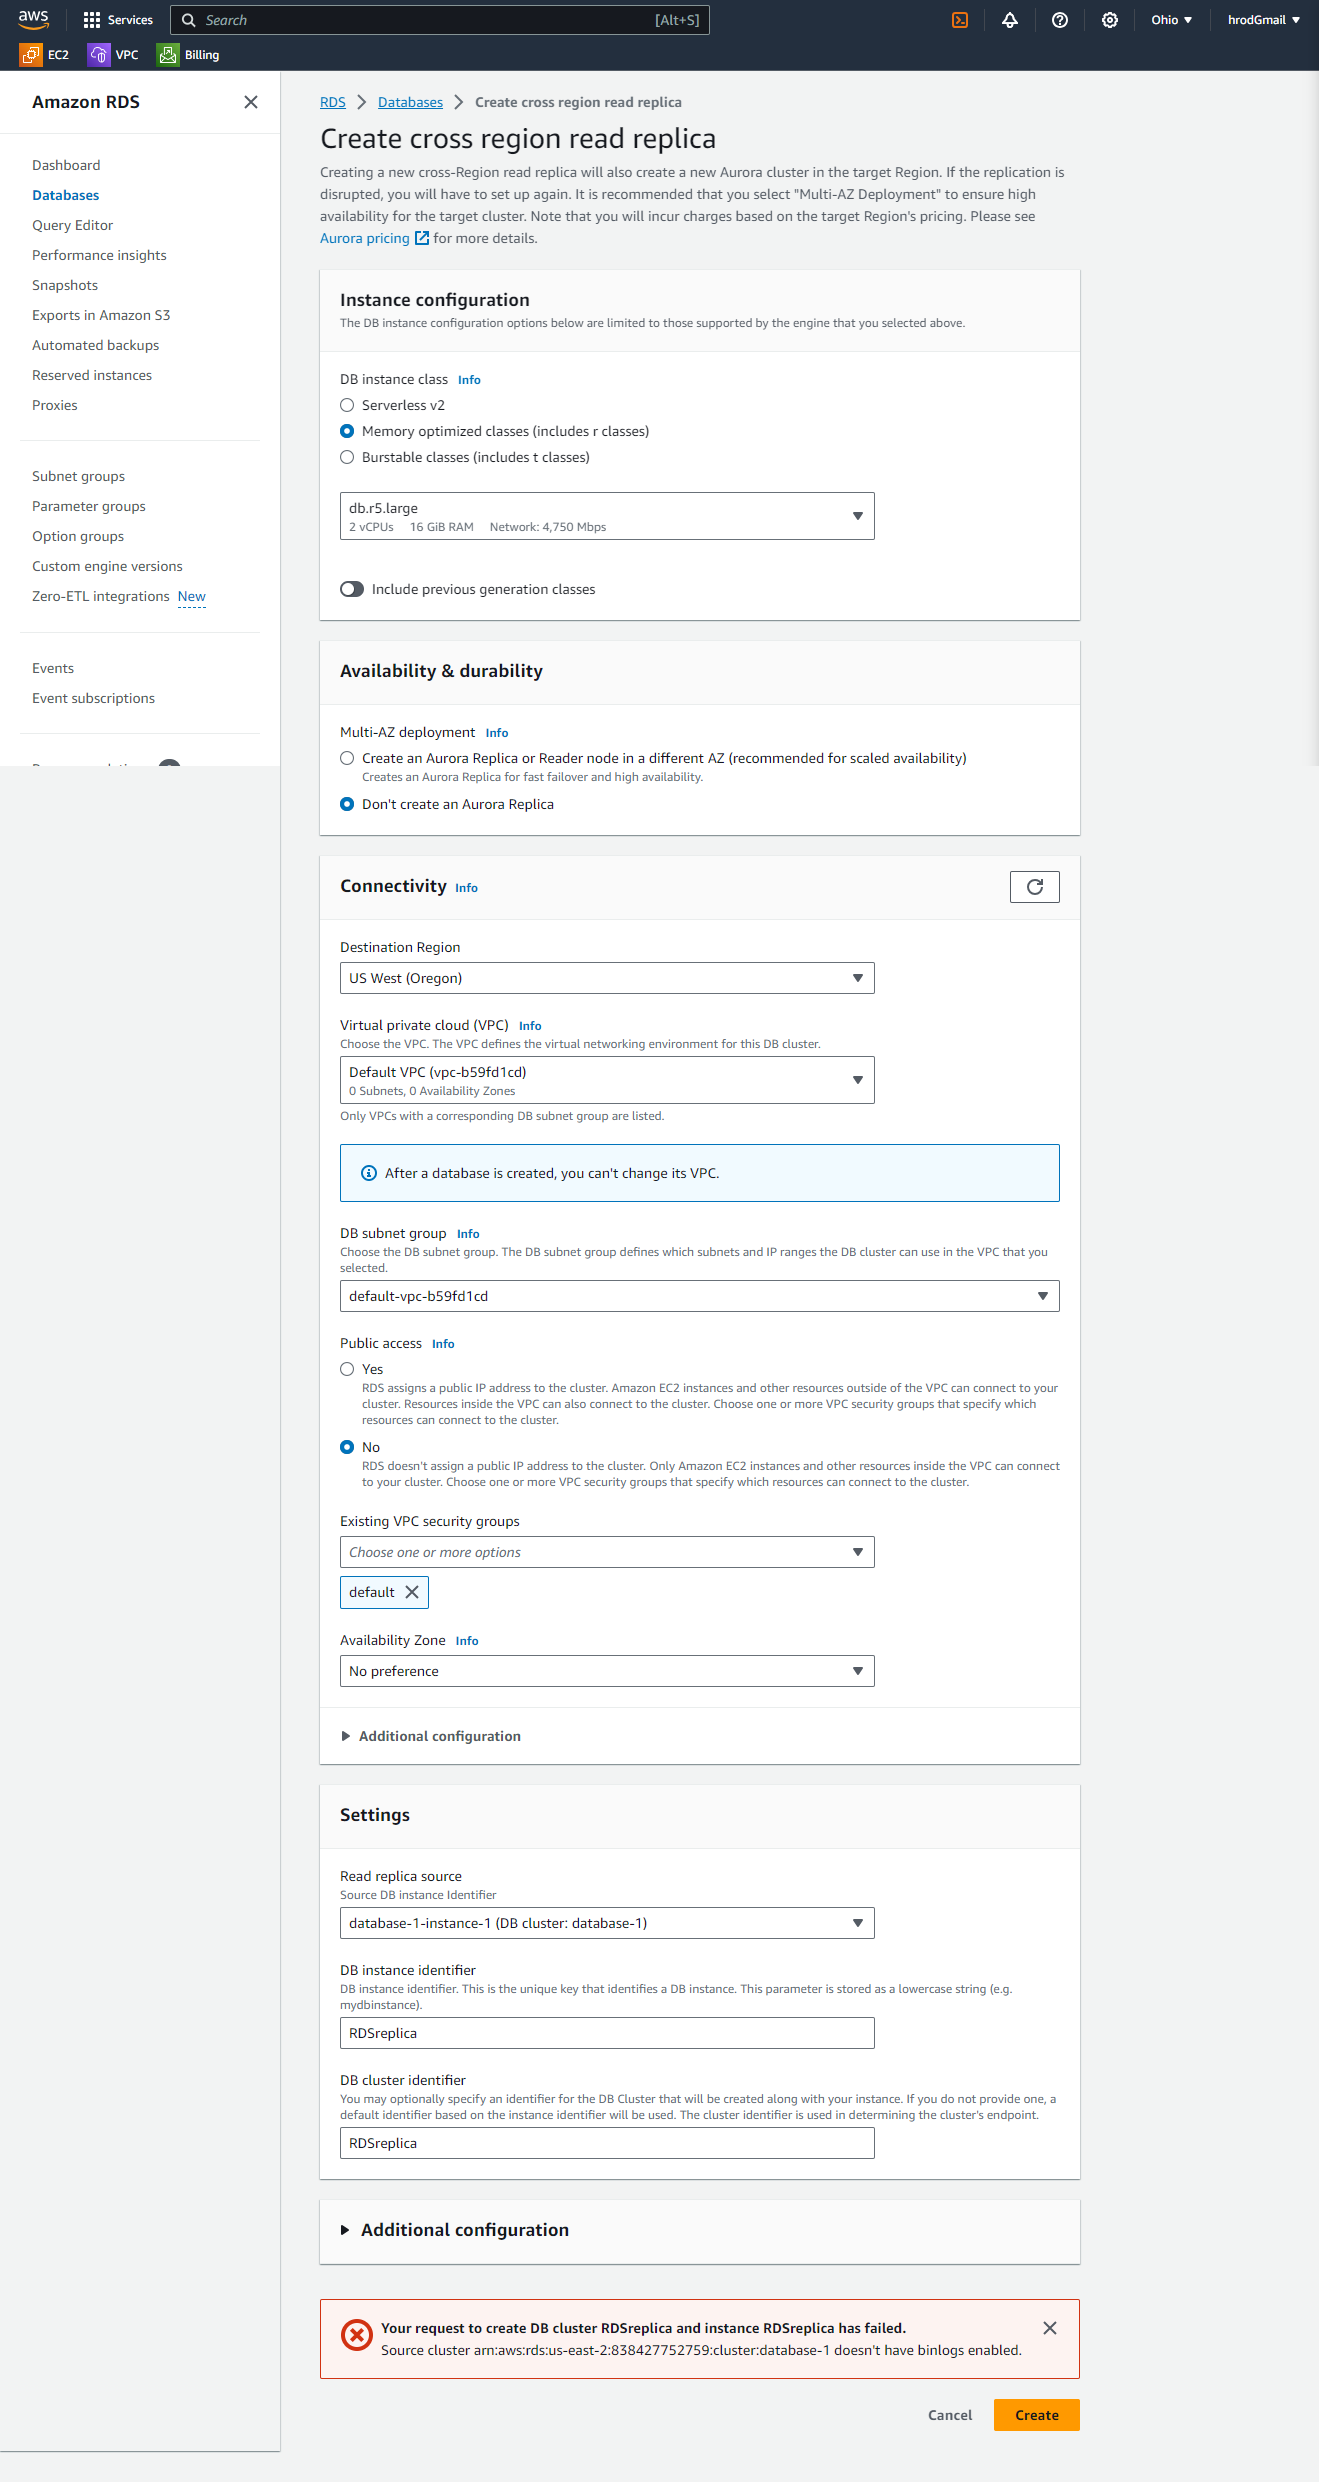 aws
Services
Search
[Alt+S]
Ohio
hrodGmail
EC2
VPC
Billing
Amazon RDS
Dashboard
Databases
Query Editor
Performance insights
Snapshots
Exports in Amazon S3
Automated backups
Reserved instances
Proxies
Subnet groups
Parameter groups
Option groups
Custom engine versions
Zero-ETL integrations New
Events
Event subscriptions
RDS > Databases > Create cross region read replica
Create cross region read replica
Creating a new cross-Region read replica will also create a new Aurora cluster in the target Region. If the replication is
disrupted, you will have to set up again. It is recommended that you select "Multi-AZ Deployment" to ensure high
availability for the target cluster. Note that you will incur charges based on the target Region's pricing. Please see
Aurora pricing for more details.
Instance configuration
The DB instance configuration options below are limited to those supported by the engine that you selected above.
DB instance class Info
Serverless v2
Memory optimized classes (includes r classes)
Burstable classes (includes t classes)
db.r5.large
2 vCPUs 16 GiB RAM Network: 4,750 Mbps
Include previous generation classes
Availability & durability
Multi-AZ deployment Info
Create an Aurora Replica or Reader node in a different AZ (recommended for scaled availability)
Creates an Aurora Replica for fast failover and high availability.
Don't create an Aurora Replica
Connectivity Info
Destination Region
US West (Oregon)
Virtual private cloud (VPC) Info
Choose the VPC. The VPC defines the virtual networking environment for this DB cluster.
Default VPC (vpc-b59fd1cd)
0 Subnets, 0 Availability Zones
Only VPCs with a corresponding DB subnet group are listed.
After a database is created, you can't change its VPC.
DB subnet group Info
Choose the DB subnet group. The DB subnet group defines which subnets and IP ranges the DB cluster can use in the VPC that you
selected.
default-vpc-b59fd1cd
Public access Info
Yes
RDS assigns a public IP address to the cluster. Amazon EC2 instances and other resources outside of the VPC can connect to your
cluster. Resources inside the VPC can also connect to the cluster. Choose one or more VPC security groups that specify which
resources can connect to the cluster.
No
RDS doesn't assign a public IP address to the cluster. Only Amazon EC2 instances and other resources inside the VPC can connect
to your cluster. Choose one or more VPC security groups that specify which resources can connect to the cluster.
Existing VPC security groups
Choose one or more options
default
Availability Zone Info
No preference
Additional configuration
Settings
Read replica source
Source DB instance Identifier
database-1-instance-1 (DB cluster: database-1)
DB instance identifier
DB instance identifier. This is the unique key that identifies a DB instance. This parameter is stored as a lowercase string (e.g.
mydbinstance).
RDSreplica
DB cluster identifier
You may optionally specify an identifier for the DB Cluster that will be created along with your instance. If you do not provide one, a
default identifier based on the instance identifier will be used. The cluster identifier is used in determining the cluster's endpoint.
RDSreplica
Additional configuration
Your request to create DB cluster RDSreplica and instance RDSreplica has failed.
Source cluster arn:aws:rds:us-east-2:838427752759:cluster:database-1 doesn't have binlogs enabled.
Cancel
Create